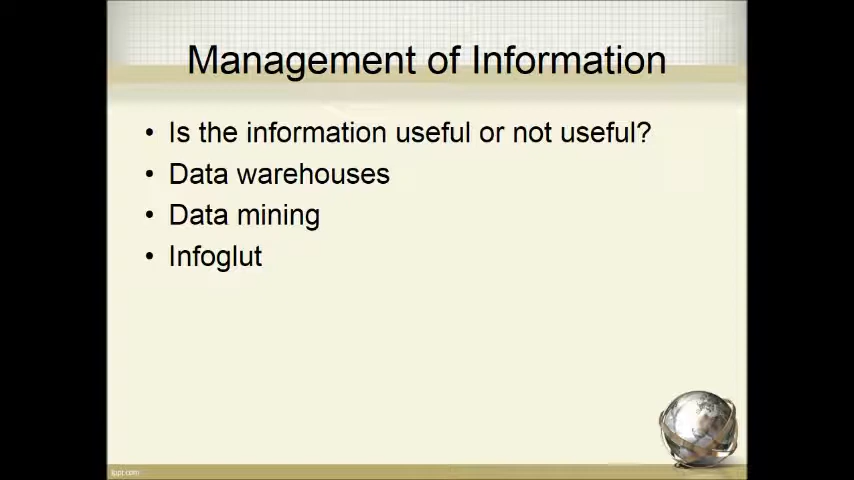 Management of Information
• Is the information useful or not useful?
• Data warehouses
• Data mining
• Infoglut